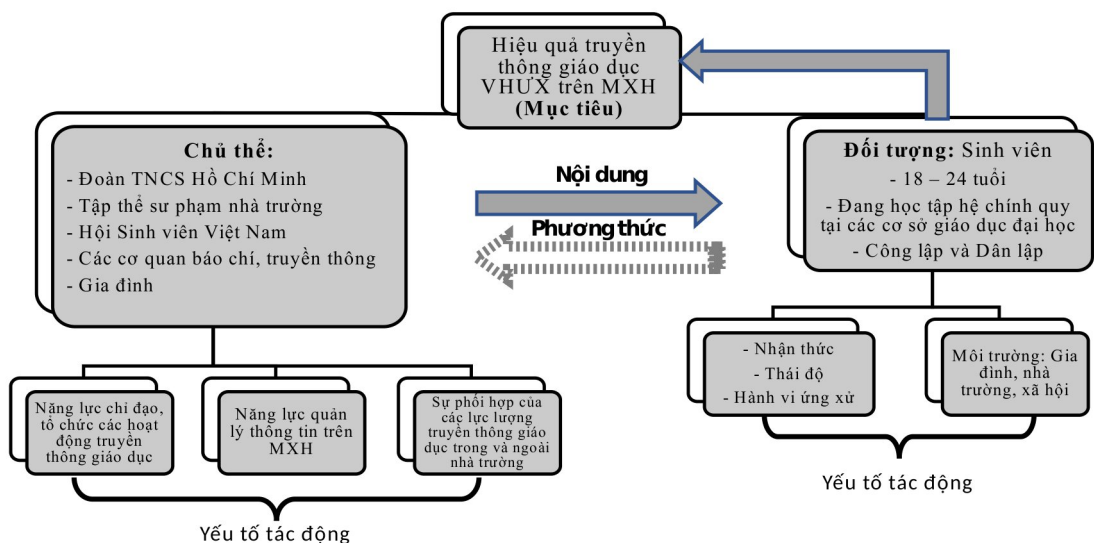 Hiệu quả truyền
thông giáo dục
VHƯX trên MXH
(Mục tiêu)
Chủ thể:
- Đoàn TNCS Hồ Chí Minh
- Tập thể sư phạm nhà trường
- Hội Sinh viên Việt Nam
- Các cơ quan báo chí, truyền thông
- Gia đình
Nội dung
Phương thức
Đối tượng: Sinh viên
- 18 – 24 tuổi
- Đang học tập hệ chính quy
tại các cơ sở giáo dục đại học
- Công lập và Dân lập
Năng lực chỉ đạo,
tổ chức các hoạt
động truyền
thông giáo dục
Năng lực quản
lý thông tin trên
MXH
Sự phối hợp của
các lực lượng
truyền thông giáo
dục trong và ngoài
nhà trường
Yếu tố tác động
- Nhận thức
- Thái độ
- Hành vi ứng xử
Môi trường: Gia
đình, nhà
trường, xã hội
Yếu tố tác động